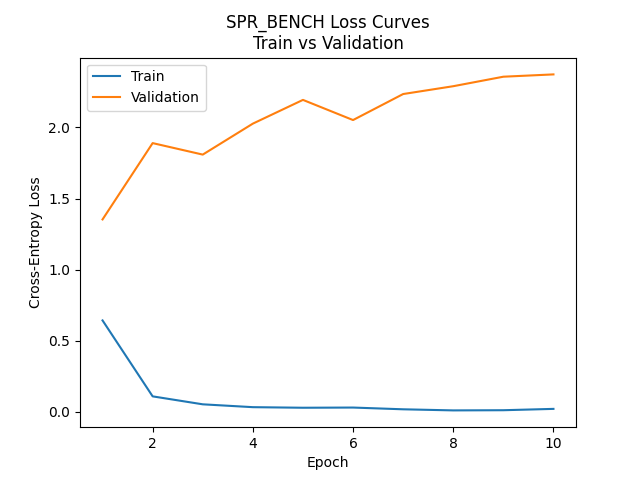 SPR_BENCH Loss Curves
Train vs Validation
Train
Validation
Cross-Entropy Loss
2.0
1.5
1.0
0.5
0.0
2 4 6 8 10
Epoch